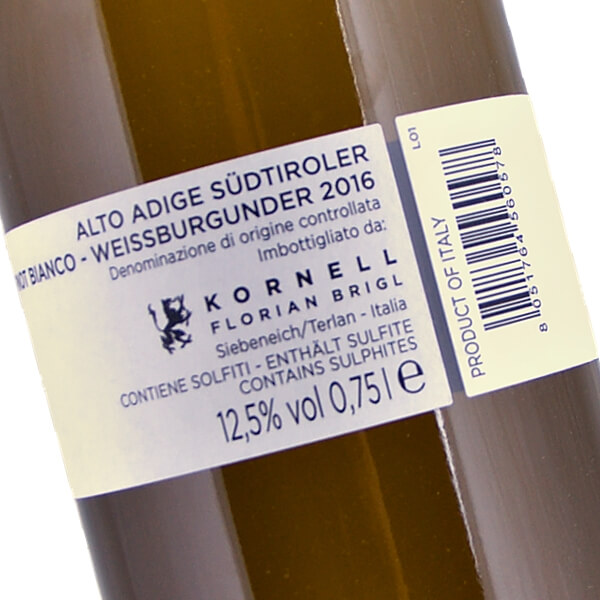 ALTO ADIGE SÜDTIROLER
BIANCO - WEISSBURGUNDER 2016
Denominazione di origine controllata
Imbottigliato da:
KORNELL
FLORIAN BRIGL
Siebeneich/Terlan - Italia
CONTIENE SOLFITI - ENTHÄLT SULFITE
CONTAINS SULPHITES
12,5% vol 0,75 l e
L01
PRODUCT OF ITALY
8 051764 560578